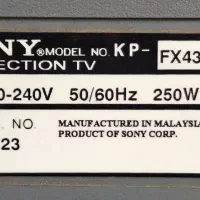 NY® MODEL NO. KP- FX43
ECTION TV
0-240V 50/60Hz 250W
. NO. MANUFACTURED IN MALAYSIA
23 PRODUCT OF SONY CORP.